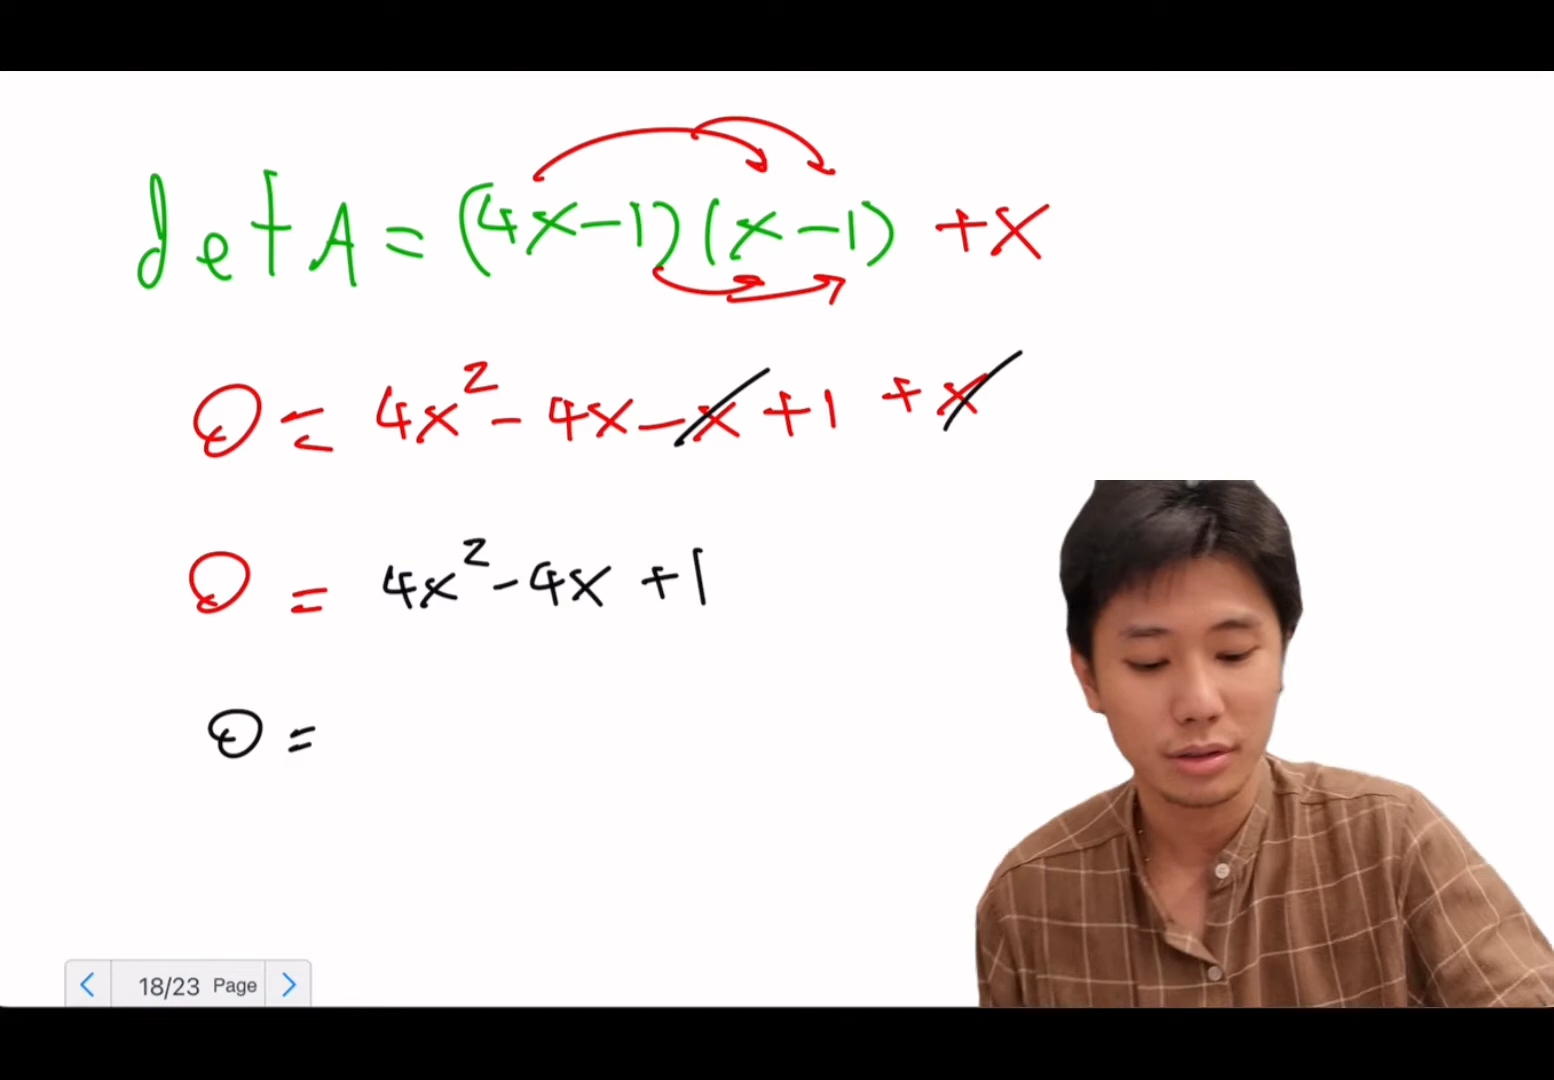 det A = (4x-1)(x-1) +x
0 = 4x² - 4x - x + 1 + x
0 = 4x² - 4x + 1
0 =
18/23 Page